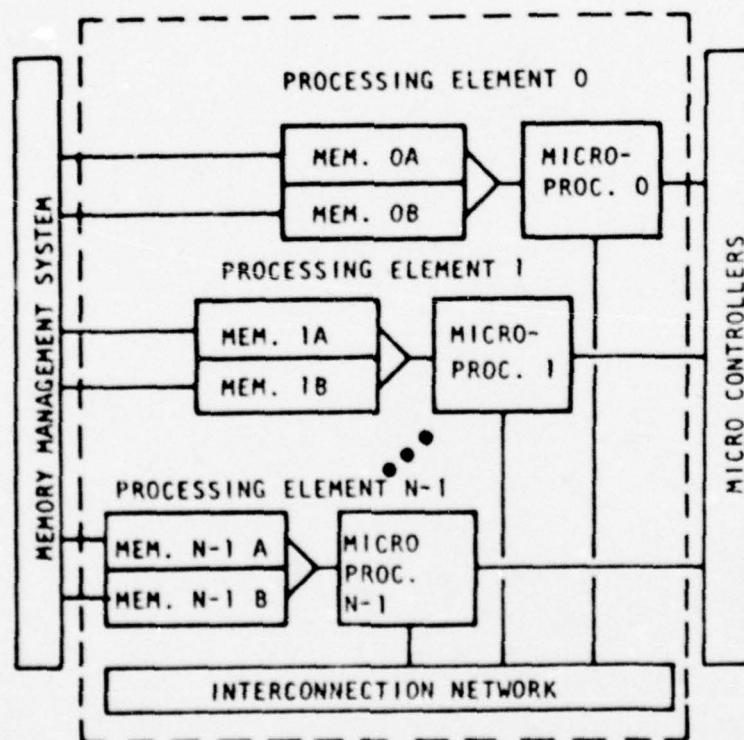 PROCESSING ELEMENT 0
MEM. 0A
MEM. 0B
MICRO-
PROC. 0
PROCESSING ELEMENT 1
MEM. 1A
MEM. 1B
MICRO-
PROC. 1
PROCESSING ELEMENT N-1
MEM. N-1 A
MEM. N-1 B
MICRO
PROC.
N-1
INTERCONNECTION NETWORK
MEMORY MANAGEMENT SYSTEM
MICRO CONTROLLERS